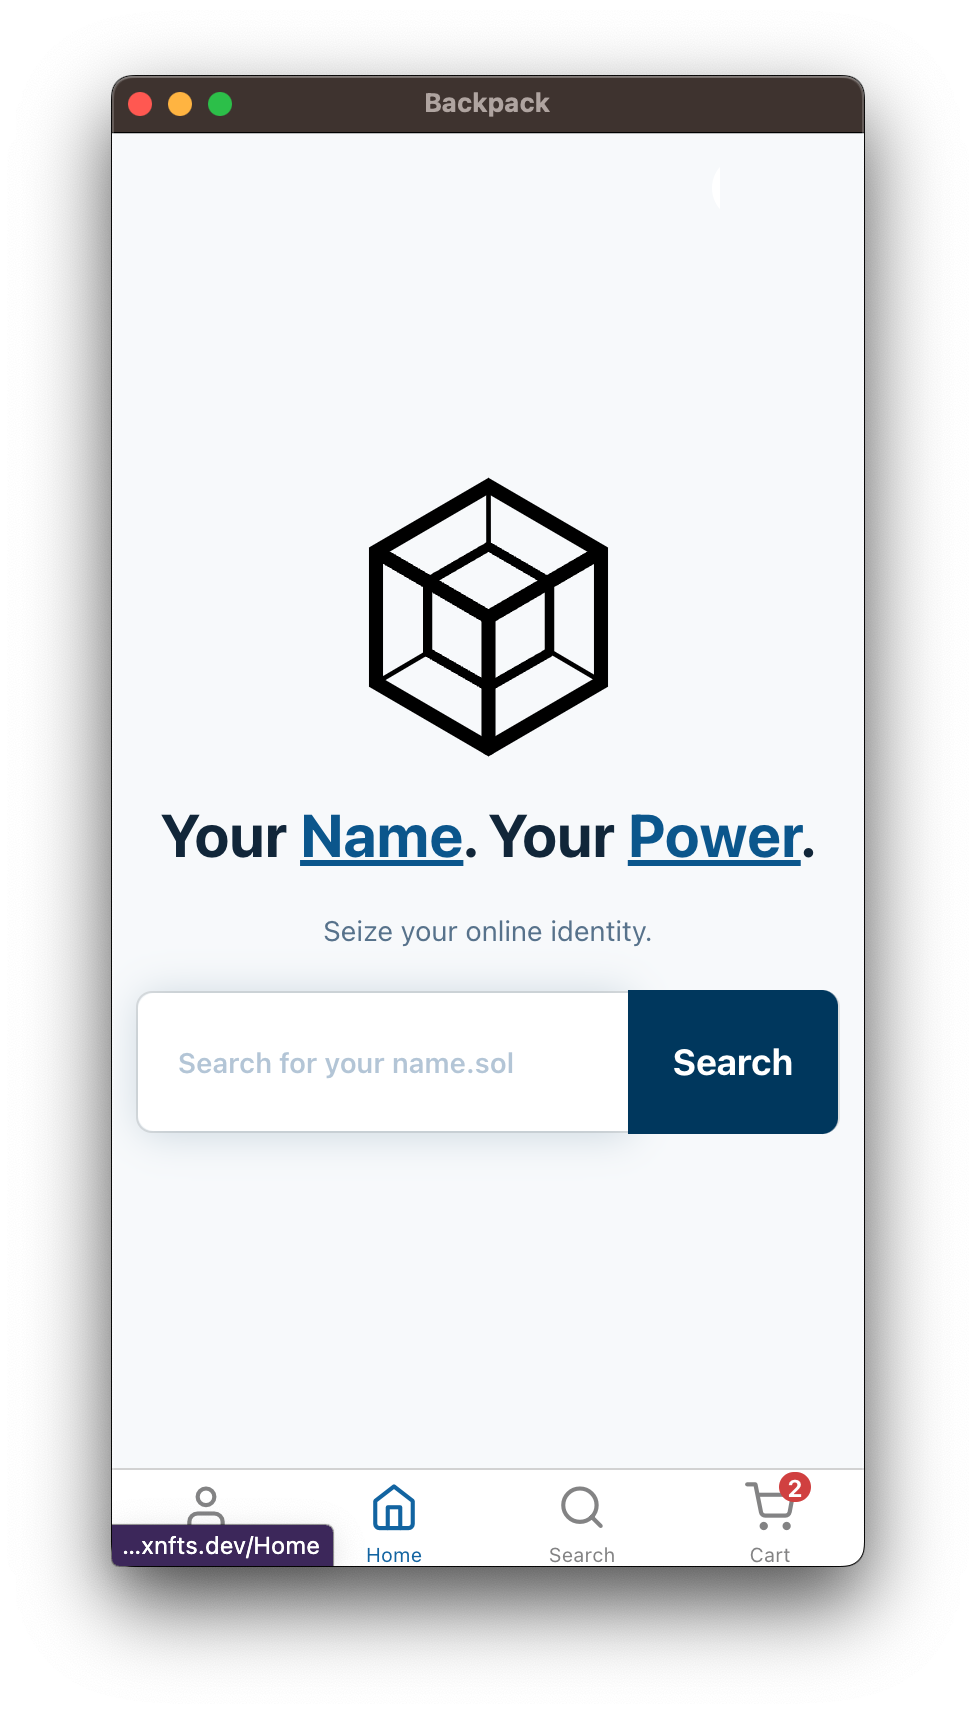 Backpack
Your Name. Your Power.
Seize your online identity.
Search for your name.sol
Search
2
...xnfts.dev/Home
Home
Search
Cart